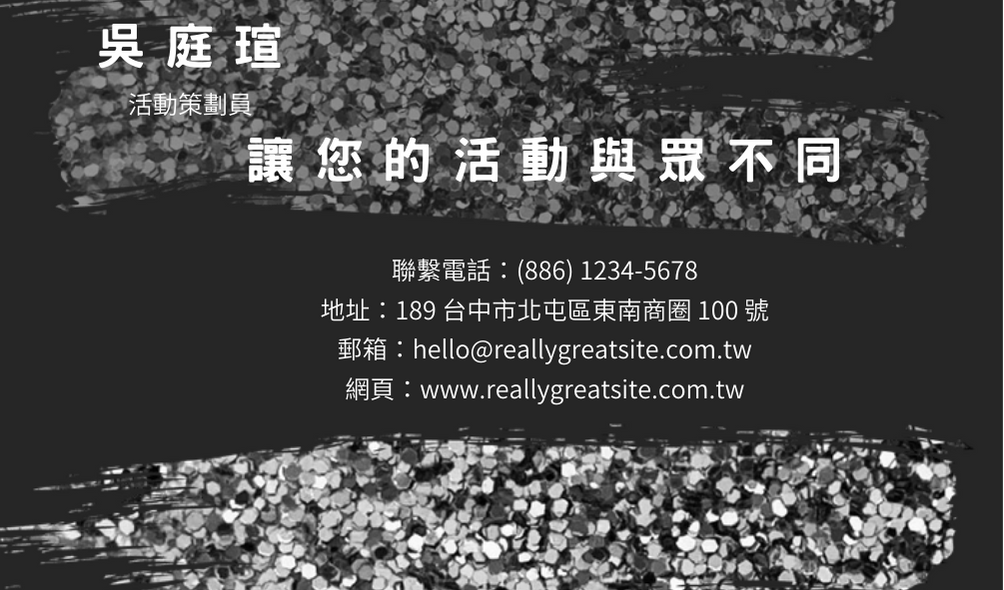 吳庭瑄
活動策劃員
讓您的活動與眾不同
聯繫電話：(886) 1234-5678
地址：189 台中市北屯區東南商圈 100 號
郵箱：hello@reallygreatsite.com.tw
網頁：www.reallygreatsite.com.tw